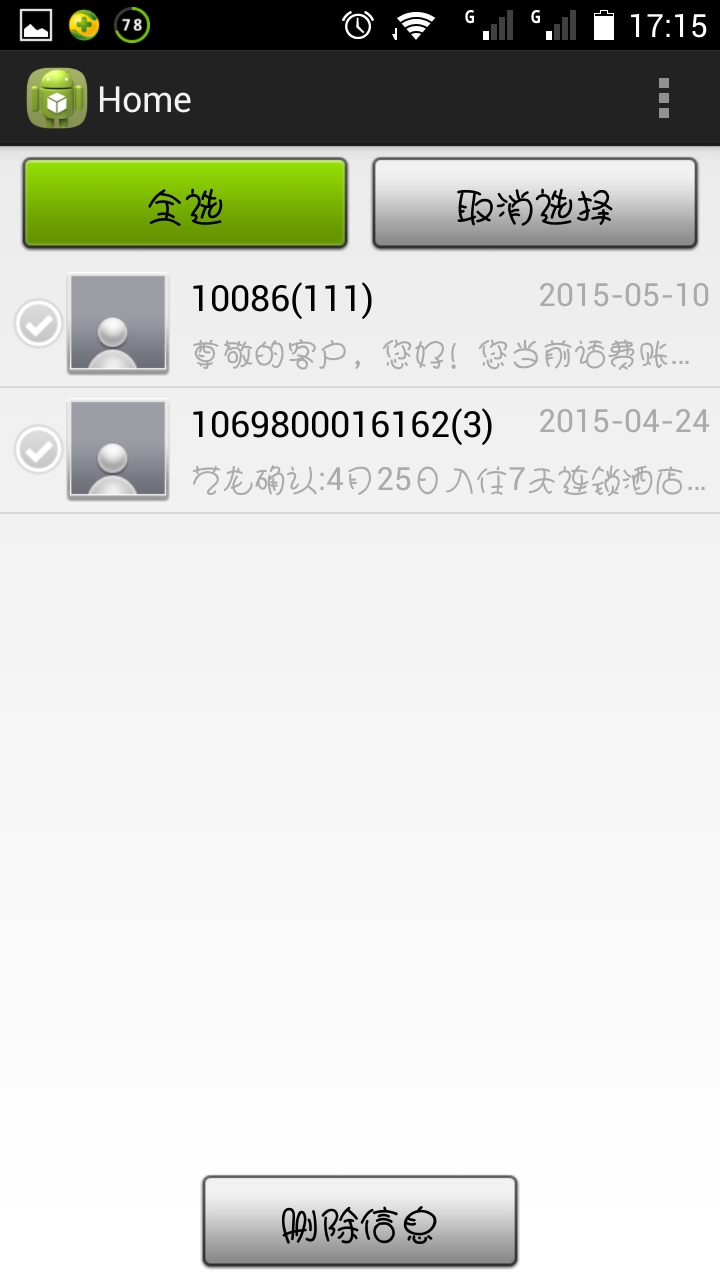 78 G G 17:15
Home
全选 取消选择
10086(111) 2015-05-10
尊敬的客户，您好！您当前话费账...
1069800016162(3) 2015-04-24
艺龙确认:4月25日入住7天连锁酒店...
删除信息